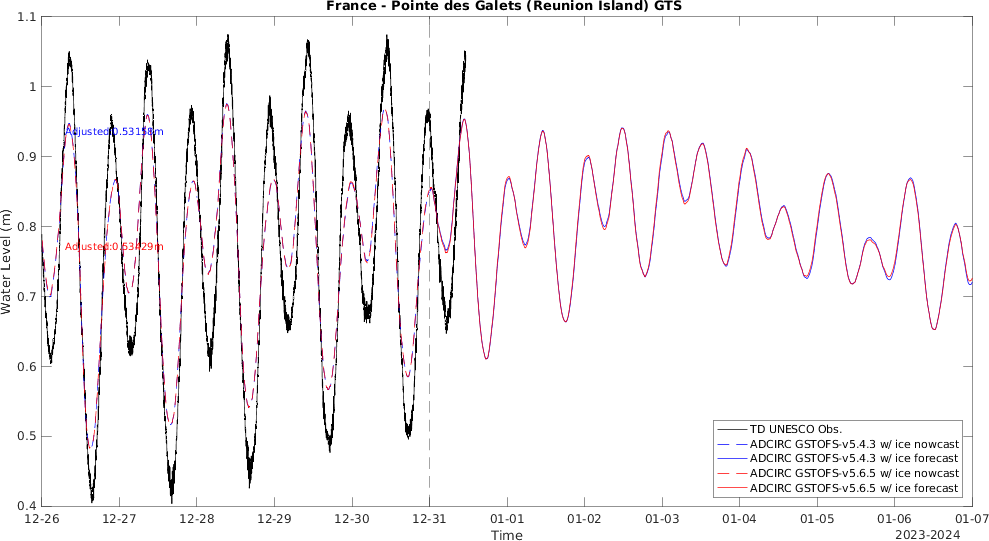 France - Pointe des Galets (Reunion Island) GTS
1.1
1
0.9
0.8
0.7
0.6
0.5
0.4
Water Level (m)
Adjusted:0.53158m
Adjusted:0.53429m
TD UNESCO Obs.
ADCIRC GSTOFS-v5.4.3 w/ ice nowcast
ADCIRC GSTOFS-v5.4.3 w/ ice forecast
ADCIRC GSTOFS-v5.6.5 w/ ice nowcast
ADCIRC GSTOFS-v5.6.5 w/ ice forecast
12-26 12-27 12-28 12-29 12-30 12-31 01-01 01-02 01-03 01-04 01-05 01-06 01-07
Time
2023-2024